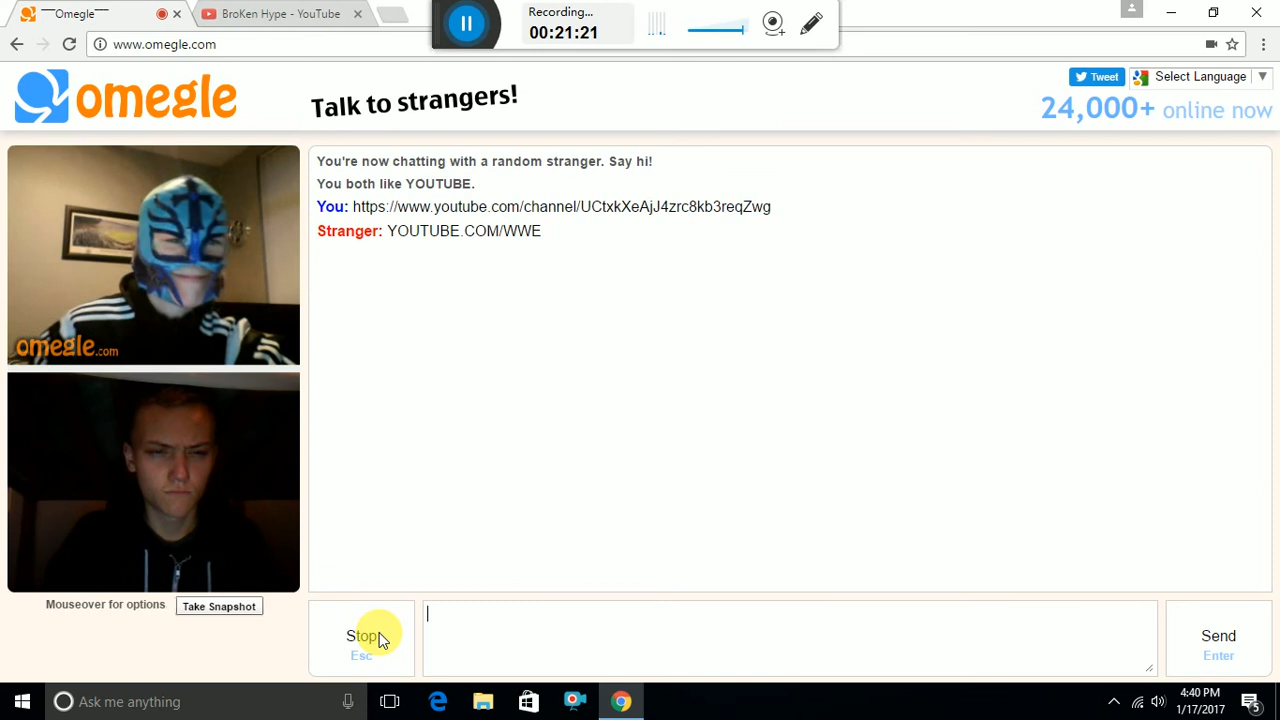 Omegle
BroKen Hype - YouTube
Recording...
00:21:21
www.omegle.com
omegle
Talk to strangers!
Tweet
Select Language
24,000+ online now
You're now chatting with a random stranger. Say hi!
You both like YOUTUBE.
You: https://www.youtube.com/channel/UCtxkXeAjJ4zrc8kb3reqZwg
Stranger: YOUTUBE.COM/WWE
omegle.com
Mouseover for options
Take Snapshot
Stop
Esc
Send
Enter
Ask me anything
4:40 PM
1/17/2017
5